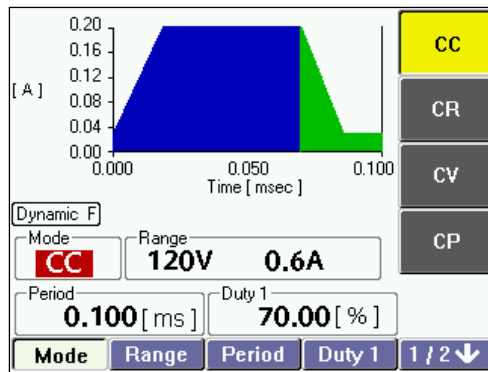 0.20
0.16
0.12
[ A ]
0.08
0.04
0.00
0.000 0.050 0.100
Time [ msec ]
Dynamic F
Mode
CC
Range
120V 0.6A
Period
0.100 [ ms ]
Duty 1
70.00 [ % ]
CC
CR
CV
CP
Mode Range Period Duty 1 1 / 2